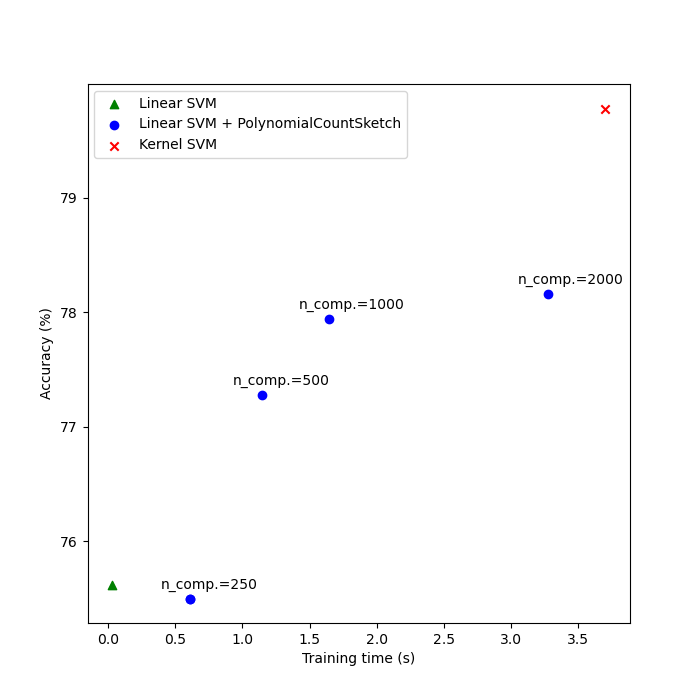 Linear SVM
Linear SVM + PolynomialCountSketch
Kernel SVM
79
n_comp.=2000
78
n_comp.=1000
Accuracy (%)
n_comp.=500
77
76
n_comp.=250
0.0 0.5 1.0 1.5 2.0 2.5 3.0 3.5
Training time (s)